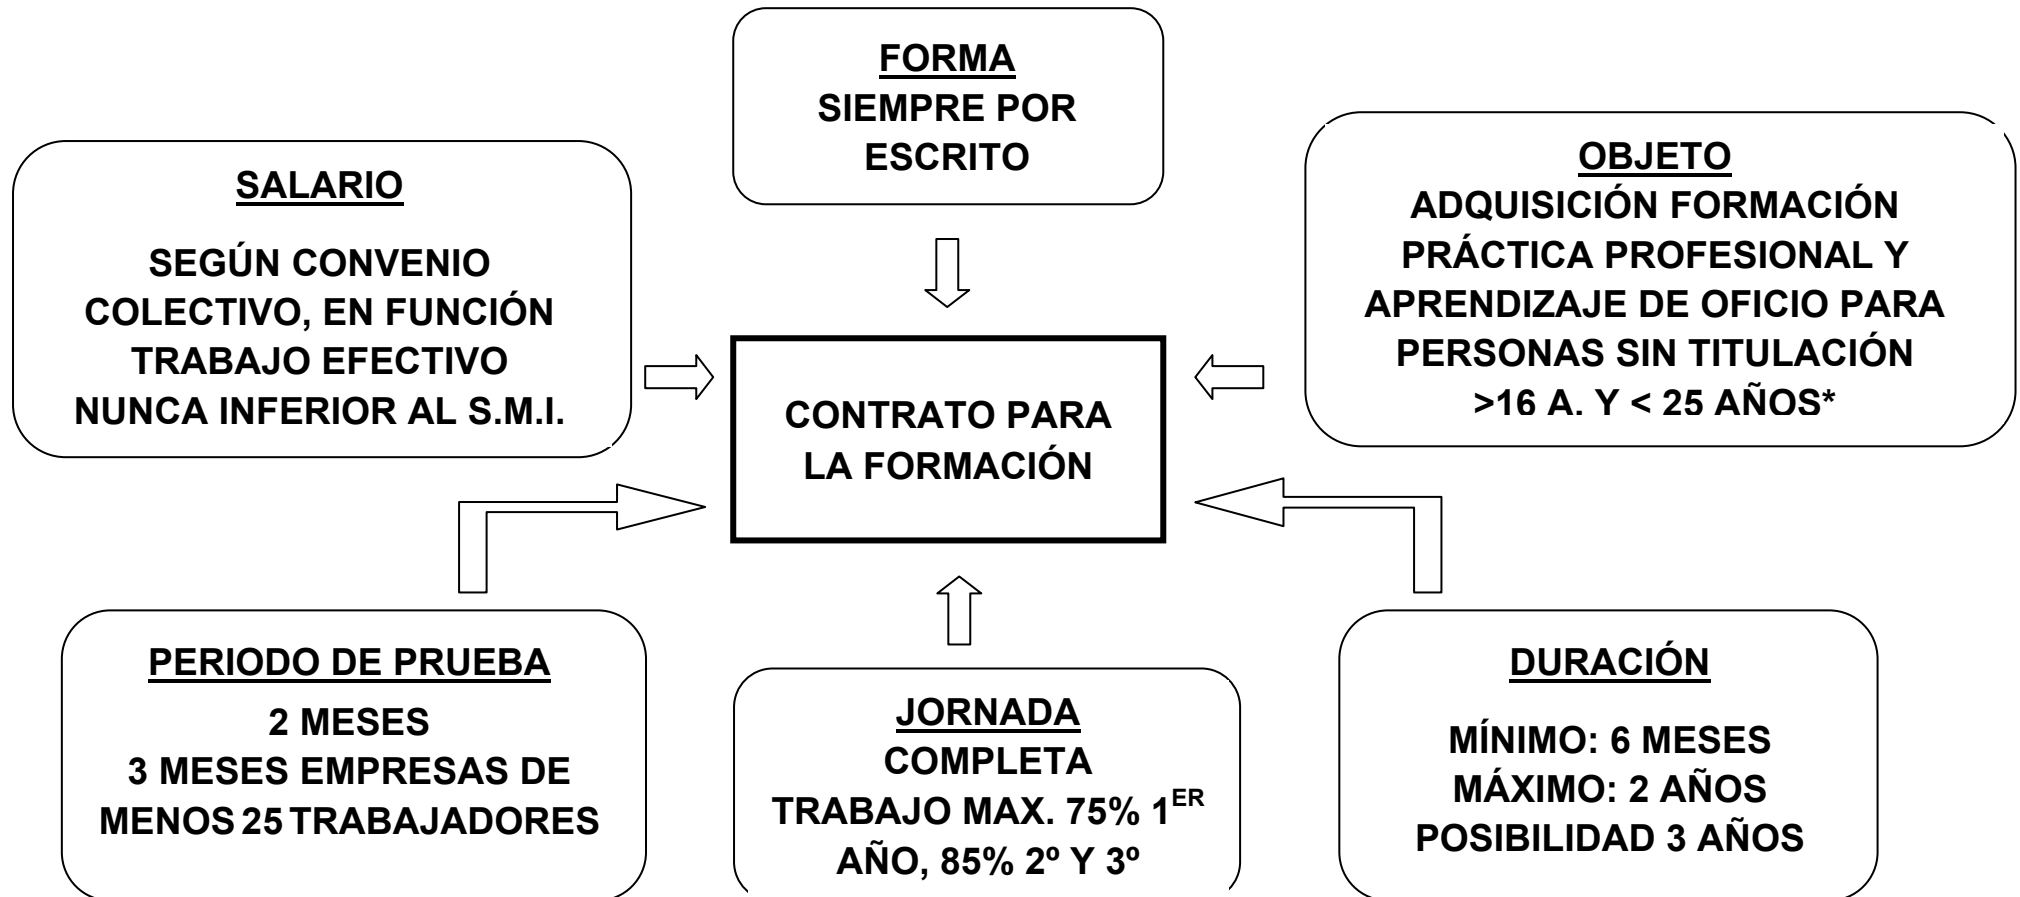 FORMA
SIEMPRE POR
ESCRITO
SALARIO
SEGÚN CONVENIO
COLECTIVO, EN FUNCIÓN
TRABAJO EFECTIVO
NUNCA INFERIOR AL S.M.I.
OBJETO
ADQUISICIÓN FORMACIÓN
PRÁCTICA PROFESIONAL Y
APRENDIZAJE DE OFICIO PARA
PERSONAS SIN TITULACIÓN
>16 A. Y < 25 AÑOS*
CONTRATO PARA
LA FORMACIÓN
PERIODO DE PRUEBA
2 MESES
3 MESES EMPRESAS DE
MENOS 25 TRABAJADORES
JORNADA
COMPLETA
TRABAJO MAX. 75% 1ER
AÑO, 85% 2º Y 3º
DURACIÓN
MÍNIMO: 6 MESES
MÁXIMO: 2 AÑOS
POSIBILIDAD 3 AÑOS